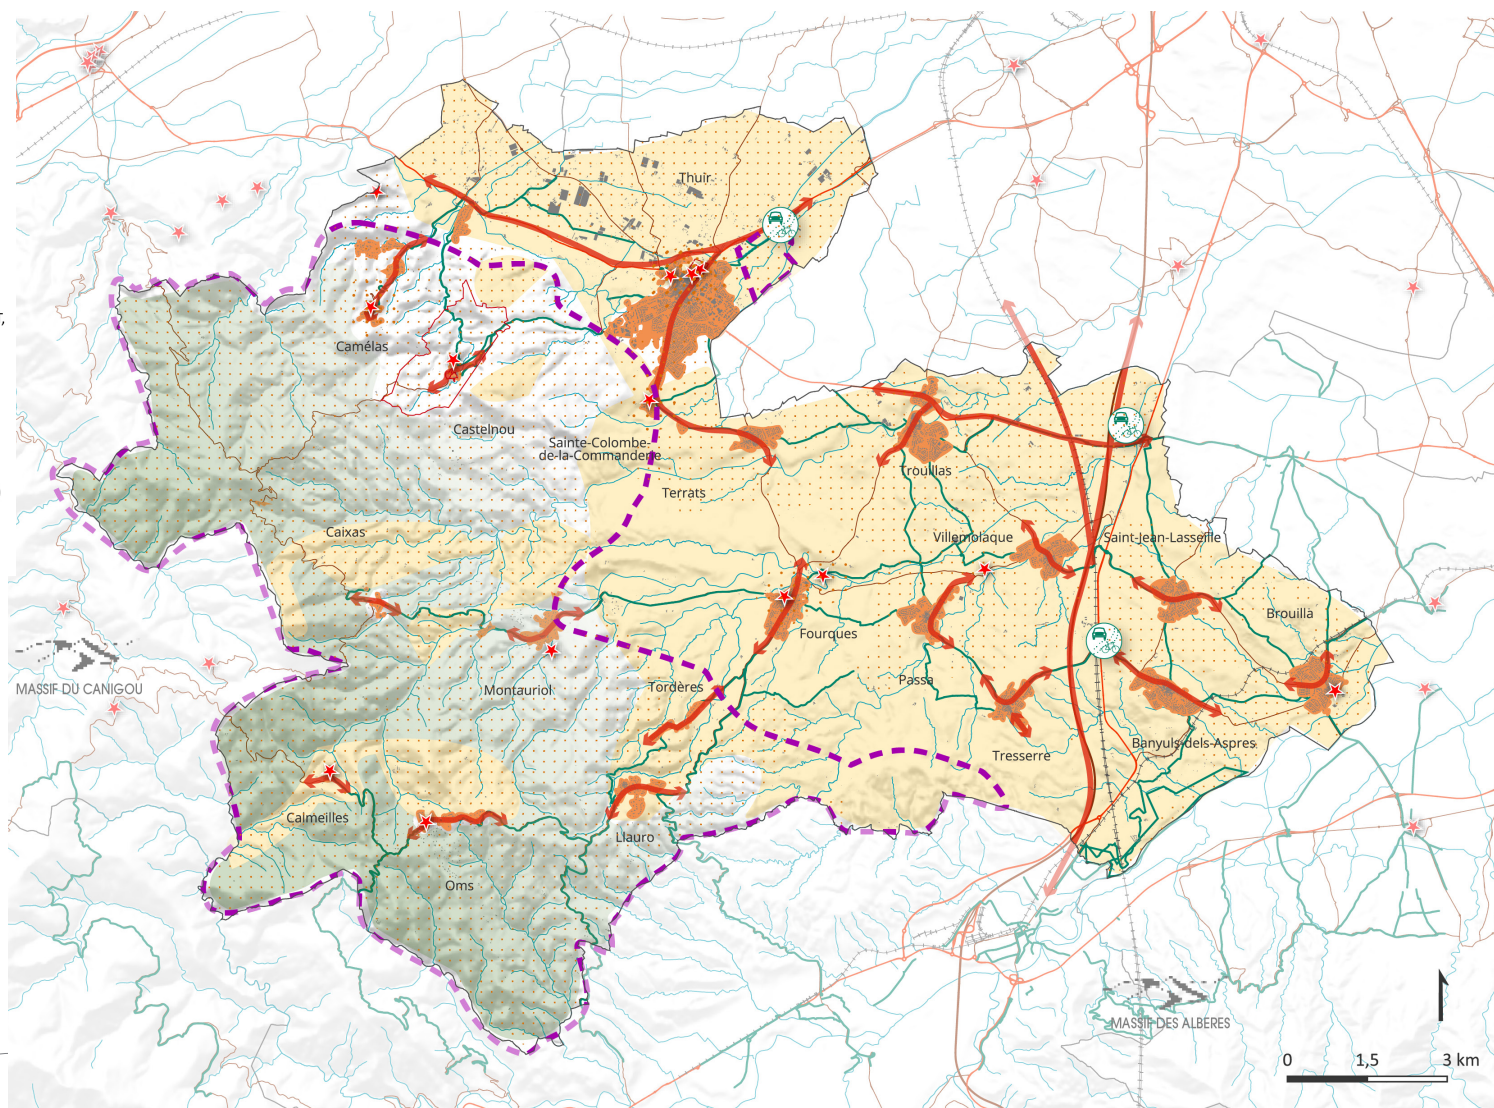 Thuir
Camélas
Castelnou
Sainte-Colombe-
de-la-Commanderie
Trouillas
Terrats
Caixas
Villemolaque
Saint-Jean-Lasseille
Brouilla
Fourques
Passa
Tordères
Montauriol
MASSIF DU CANIGOU
Banyuls-dels-Aspres
Tresserre
Calmeilles
Llauro
Oms
MASSIF DES ALBERES
0 1,5 3 km